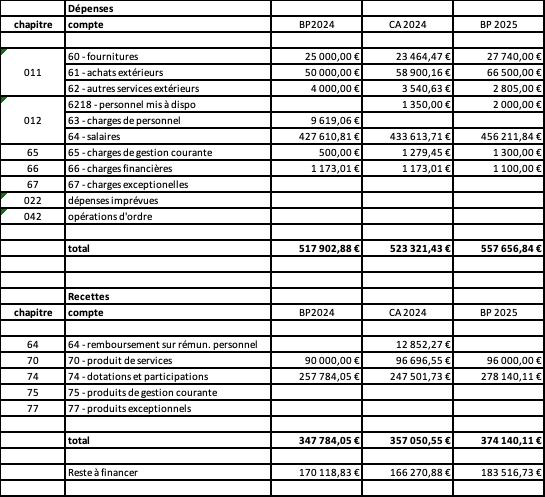 Dépenses
chapitre compte BP2024 CA 2024 BP 2025
011 60 - fournitures 25 000,00 € 23 464,47 € 27 740,00 €
61 - achats extérieurs 50 000,00 € 58 900,16 € 66 500,00 €
62 - autres services extérieurs 4 000,00 € 3 540,63 € 2 805,00 €
012 6218 - personnel mis à dispo 1 350,00 € 2 000,00 €
63 - charges de personnel 9 619,06 €
64 - salaires 427 610,81 € 433 613,71 € 456 211,84 €
65 65 - charges de gestion courante 500,00 € 1 279,45 € 1 300,00 €
66 66 - charges financières 1 173,01 € 1 173,01 € 1 100,00 €
67 67 - charges exceptionelles
022 dépenses imprévues
042 opérations d'ordre
total 517 902,88 € 523 321,43 € 557 656,84 €
Recettes
chapitre compte BP2024 CA 2024 BP 2025
64 64 - remboursement sur rémun. personnel 12 852,27 €
70 70 - produit de services 90 000,00 € 96 696,55 € 96 000,00 €
74 74 - dotations et participations 257 784,05 € 247 501,73 € 278 140,11 €
75 75 - produits de gestion courante
77 77 - produits exceptionnels
total 347 784,05 € 357 050,55 € 374 140,11 €
Reste à financer 170 118,83 € 166 270,88 € 183 516,73 €